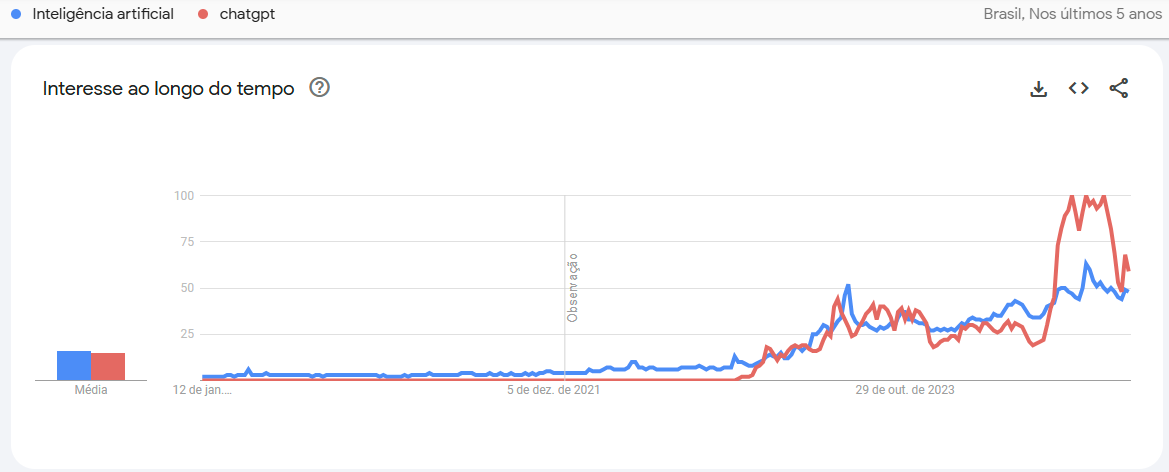 Inteligência artificial chatgpt Brasil, Nos últimos 5 anos
Interesse ao longo do tempo ?
100
75
50
25
Observação
Média
12 de jan.... 5 de dez. de 2021 29 de out. de 2023